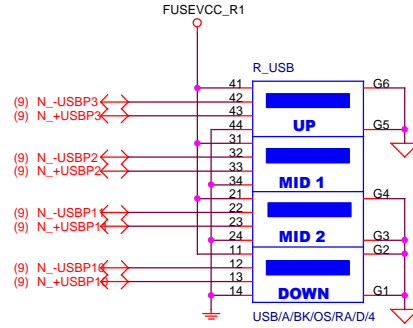 FUSEVCC_R1
R_USB
41 G6
(9) N_-USBP3 42
(9) N_+USBP3 43
44 UP G5
31
(9) N_-USBP2 32
(9) N_+USBP2 33 MID 1
34
21 G4
(9) N_-USBP11 22
(9) N_+USBP11 23 MID 2
24 G3
11 G2
(9) N_-USBP10 12
(9) N_+USBP10 13 DOWN
14 G1
USB/A/BK/OS/RA/D/4